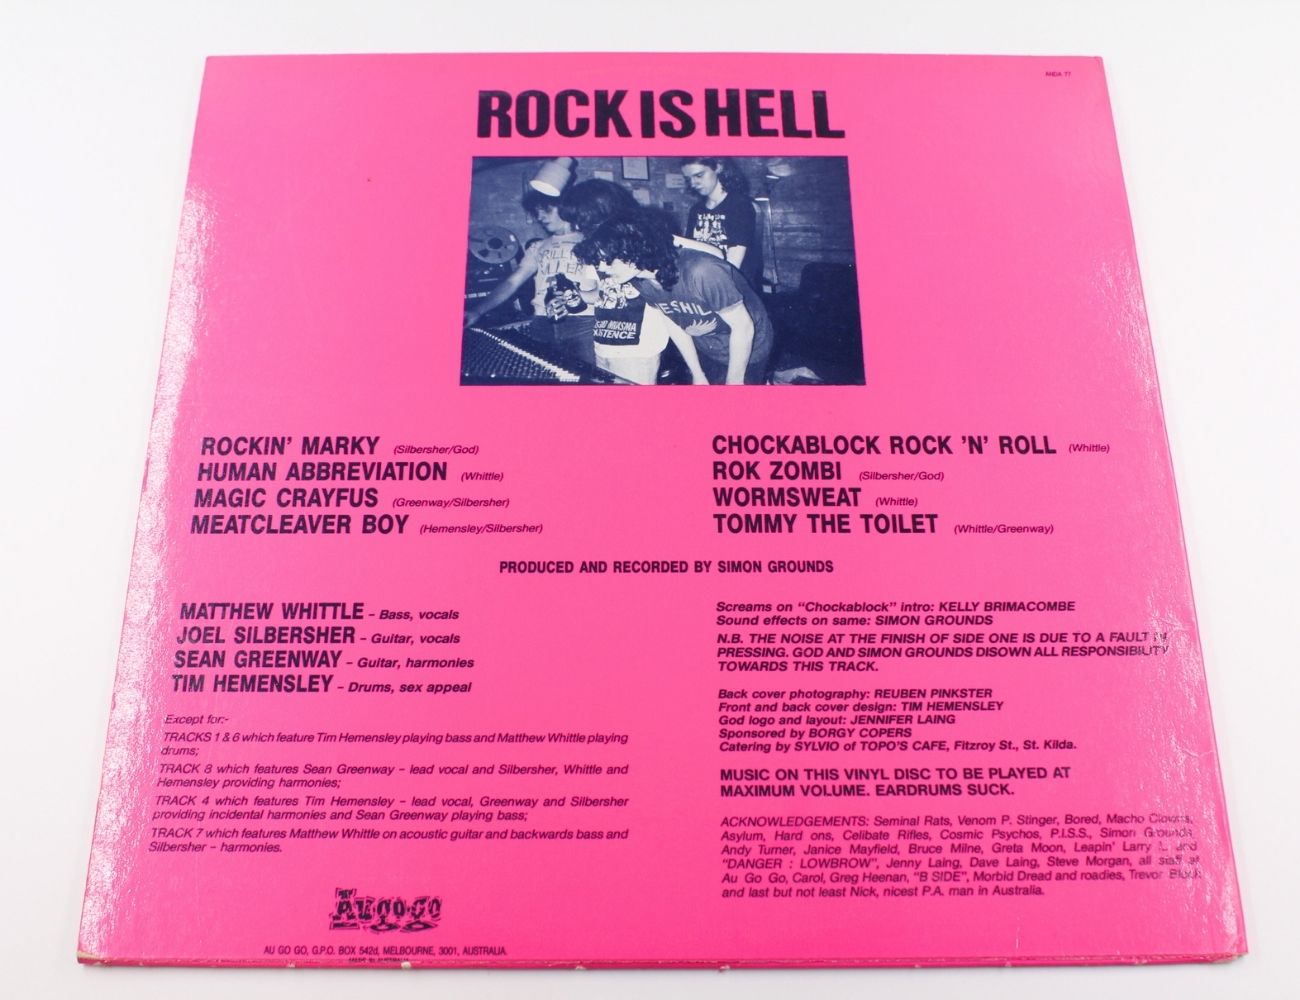 ANDA 77
ROCK IS HELL
ROCKIN' MARKY (Silbersher/God)
HUMAN ABBREVIATION (Whittle)
MAGIC CRAYFUS (Greenway/Silbersher)
MEATCLEAVER BOY (Hemensley/Silbersher)
CHOCKABLOCK ROCK 'N' ROLL (Whittle)
ROK ZOMBI (Silbersher/God)
WORMSWEAT (Whittle)
TOMMY THE TOILET (Whittle/Greenway)
PRODUCED AND RECORDED BY SIMON GROUNDS
MATTHEW WHITTLE – Bass, vocals
JOEL SILBERSHER – Guitar, vocals
SEAN GREENWAY – Guitar, harmonies
TIM HEMENSLEY – Drums, sex appeal
Except for:-
TRACKS 1 & 6 which feature Tim Hemensley playing bass and Matthew Whittle playing
drums;
TRACK 8 which features Sean Greenway – lead vocal and Silbersher, Whittle and
Hemensley providing harmonies;
TRACK 4 which features Tim Hemensley – lead vocal, Greenway and Silbersher
providing incidental harmonies and Sean Greenway playing bass;
TRACK 7 which features Matthew Whittle on acoustic guitar and backwards bass and
Silbersher – harmonies.
Au go go
AU GO GO, G.P.O. BOX 542d, MELBOURNE, 3001, AUSTRALIA.
MADE IN AUSTRALIA
Screams on "Chockablock" intro: KELLY BRIMACOMBE
Sound effects on same: SIMON GROUNDS
N.B. THE NOISE AT THE FINISH OF SIDE ONE IS DUE TO A FAULT IN
PRESSING. GOD AND SIMON GROUNDS DISOWN ALL RESPONSIBILITY
TOWARDS THIS TRACK.
Back cover photography: REUBEN PINKSTER
Front and back cover design: TIM HEMENSLEY
God logo and layout: JENNIFER LAING
Sponsored by BORGY COPERS
Catering by SYLVIO of TOPO'S CAFE, Fitzroy St., St. Kilda.
MUSIC ON THIS VINYL DISC TO BE PLAYED AT
MAXIMUM VOLUME. EARDRUMS SUCK.
ACKNOWLEDGEMENTS: Seminal Rats, Venom P. Stinger, Bored, Macho Clowns,
Asylum, Hard ons, Celibate Rifles, Cosmic Psychos, P.I.S.S., Simon Grounds,
Andy Turner, Janice Mayfield, Bruce Milne, Greta Moon, Leapin' Larry L. and
"DANGER : LOWBROW", Jenny Laing, Dave Laing, Steve Morgan, all staff at
Au Go Go, Carol, Greg Heenan, "B SIDE", Morbid Dread and roadies, Trevor Block
and last but not least Nick, nicest P.A. man in Australia.